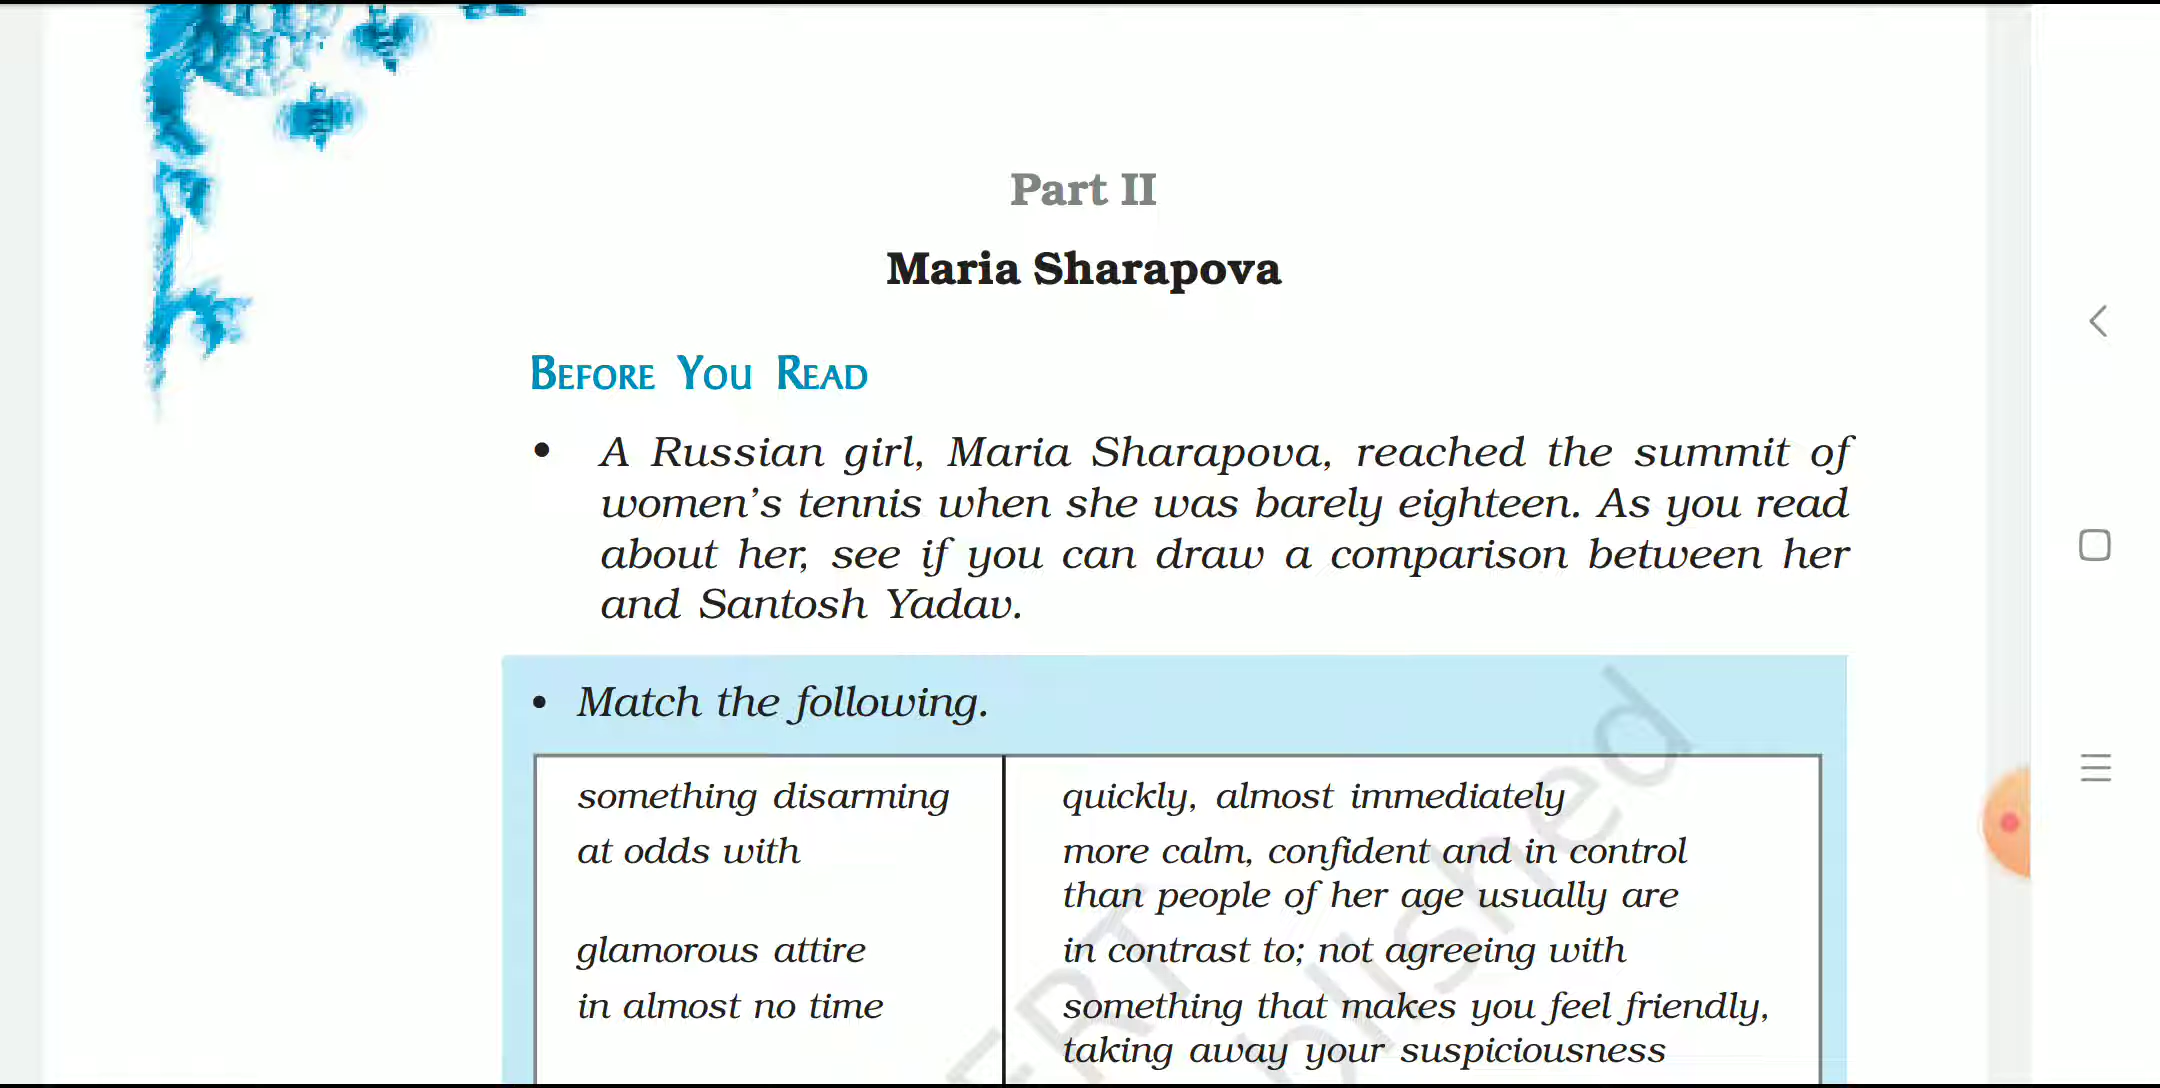 Part II
Maria Sharapova
BEFORE YOU READ
• A Russian girl, Maria Sharapova, reached the summit of
women's tennis when she was barely eighteen. As you read
about her, see if you can draw a comparison between her
and Santosh Yadav.
• Match the following.
something disarming quickly, almost immediately
at odds with more calm, confident and in control
than people of her age usually are
glamorous attire in contrast to; not agreeing with
in almost no time something that makes you feel friendly,
taking away your suspiciousness